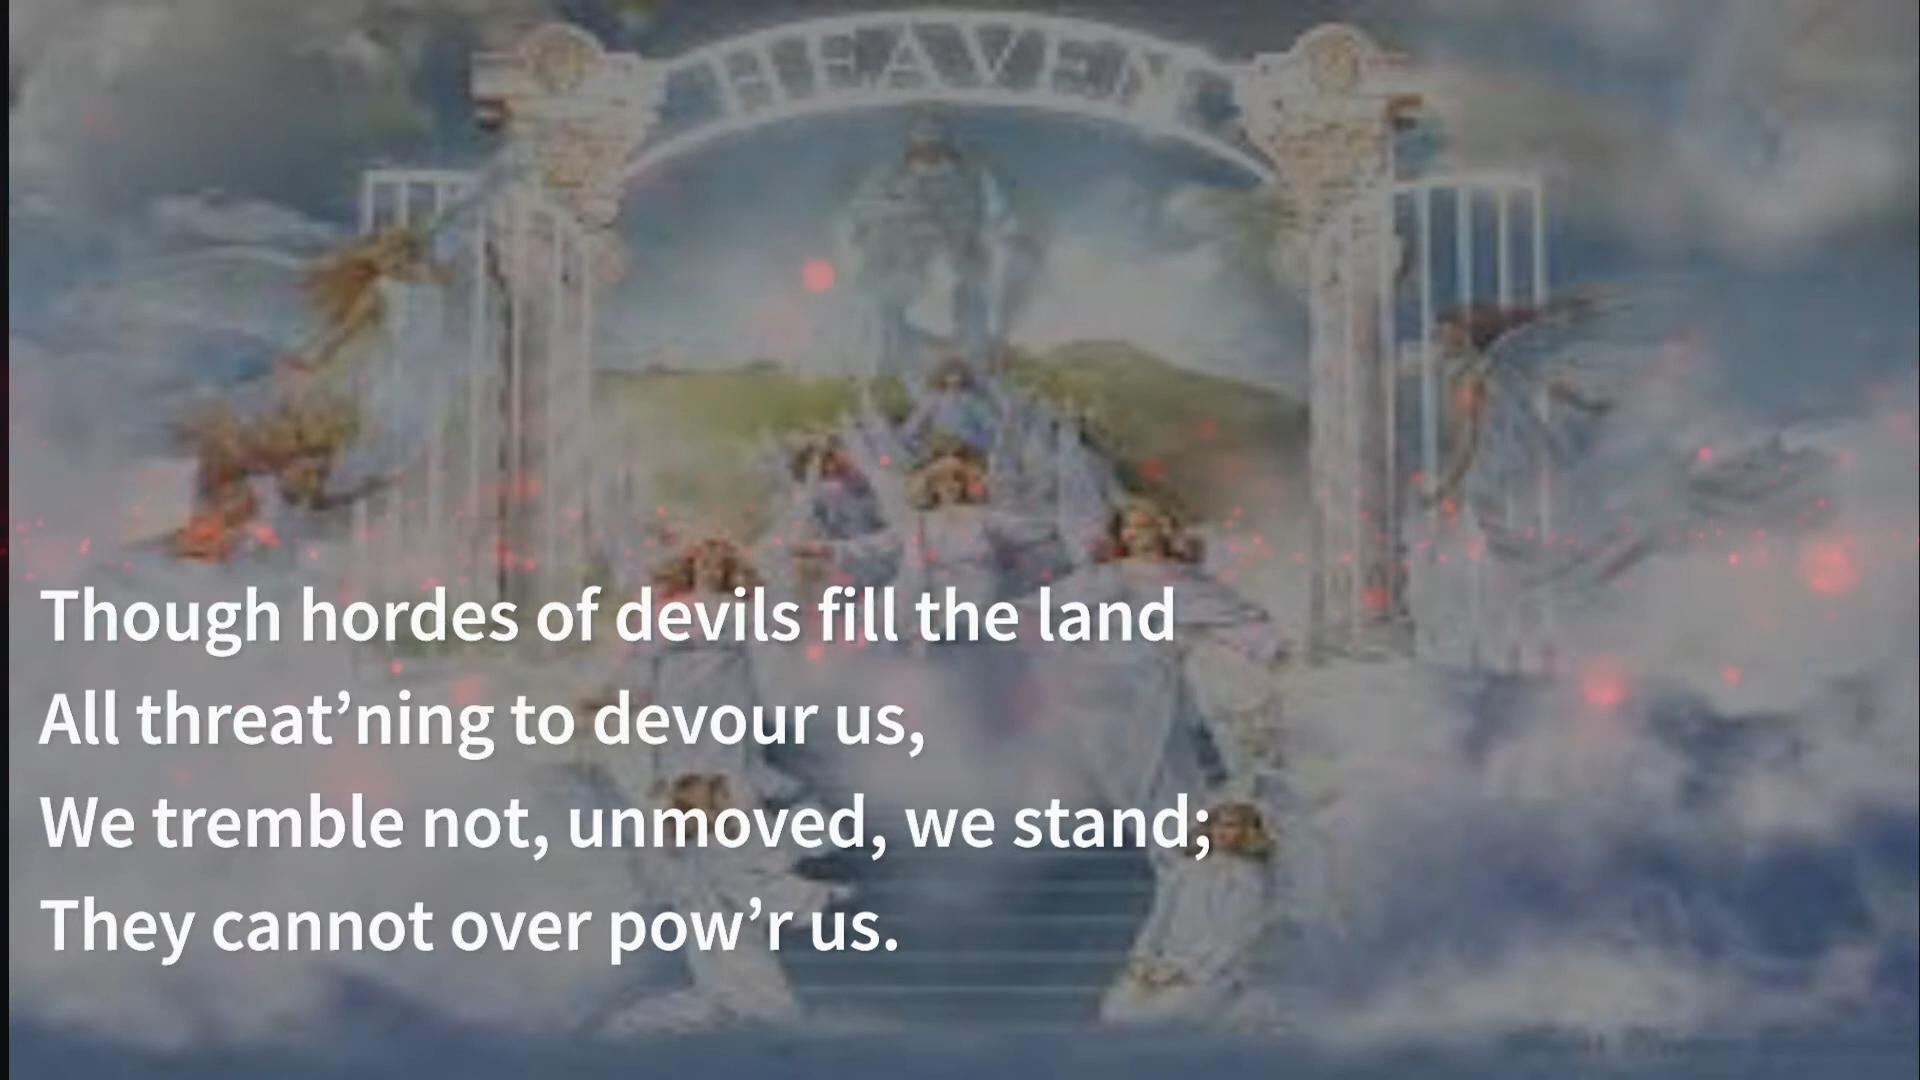 HEAVEN
Though hordes of devils fill the land
All threat’ning to devour us,
We tremble not, unmoved, we stand;
They cannot over pow’r us.